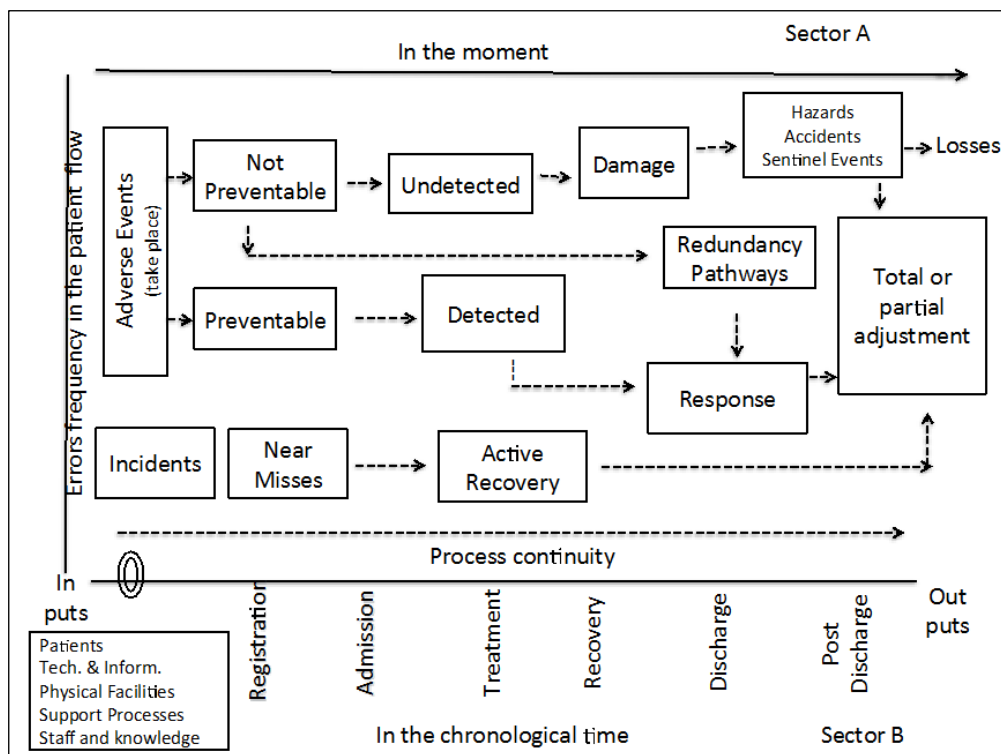 Sector A
In the moment
Errors frequency in the patient flow
Adverse Events
(take place)
Not
Preventable
Undetected
Damage
Hazards
Accidents
Sentinel Events
Losses
Redundancy
Pathways
Total or
partial
adjustment
Preventable
Detected
Response
Incidents
Near
Misses
Active
Recovery
Process continuity
In
puts
Out
puts
Registration
Admission
Treatment
Recovery
Discharge
Post
Discharge
Patients
Tech. & Inform.
Physical Facilities
Support Processes
Staff and knowledge
In the chronological time
Sector B